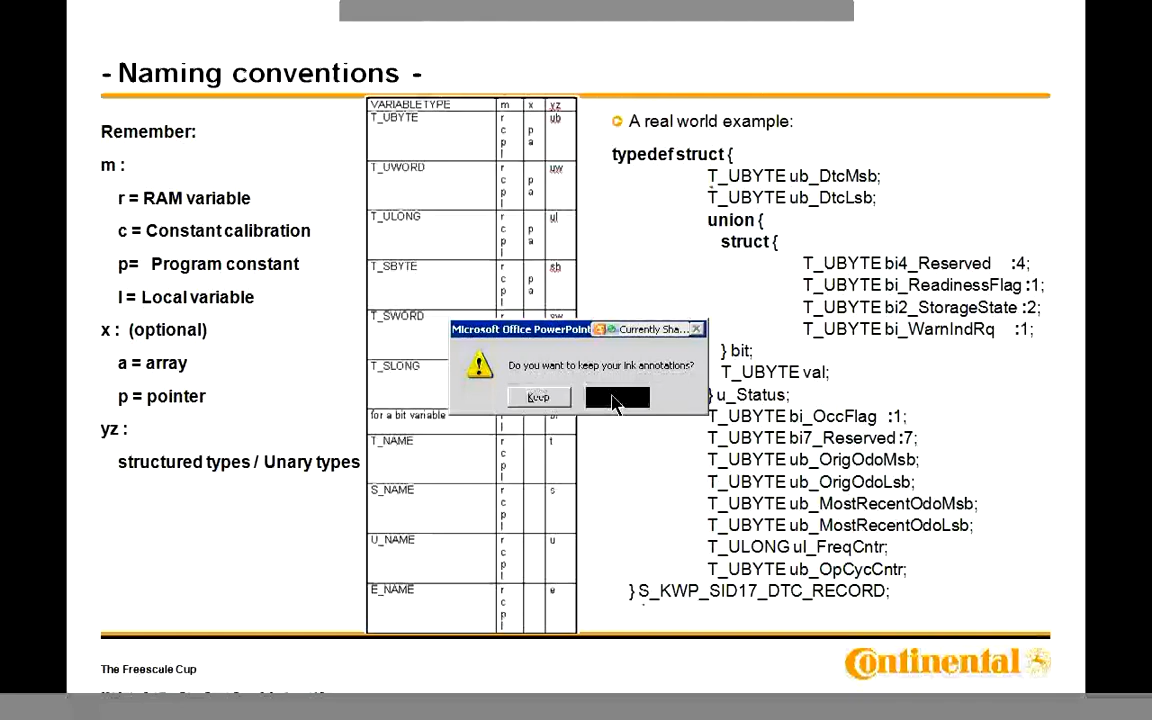 - Naming conventions -
Remember:
m :
r = RAM variable
c = Constant calibration
p= Program constant
l = Local variable
x : (optional)
a = array
p = pointer
yz :
structured types / Unary types
VARIABLETYPE m x yz
T_UBYTE r c p l p a ub
T_UWORD r c p l p a uw
T_ULONG r c p l p a ul
T_SBYTE r c p l p a sb
T_SWORD r sw
T_SLONG
for a bit variable l
T_NAME r c p l t
S_NAME r c p l s
U_NAME r c p l u
E_NAME r c p l e
A real world example:
typedef struct {
T_UBYTE ub_DtcMsb;
T_UBYTE ub_DtcLsb;
union {
struct {
T_UBYTE bi4_Reserved :4;
T_UBYTE bi_ReadinessFlag :1;
T_UBYTE bi2_StorageState :2;
T_UBYTE bi_WarnIndRq :1;
} bit;
T_UBYTE val;
} u_Status;
T_UBYTE bi_OccFlag :1;
T_UBYTE bi7_Reserved :7;
T_UBYTE ub_OrigOdoMsb;
T_UBYTE ub_OrigOdoLsb;
T_UBYTE ub_MostRecentOdoMsb;
T_UBYTE ub_MostRecentOdoLsb;
T_ULONG ul_FreqCntr;
T_UBYTE ub_OpCycCntr;
} S_KWP_SID17_DTC_RECORD;
Microsoft Office PowerPoint Currently Sha...
Do you want to keep your ink annotations?
Keep
The Freescale Cup
Continental